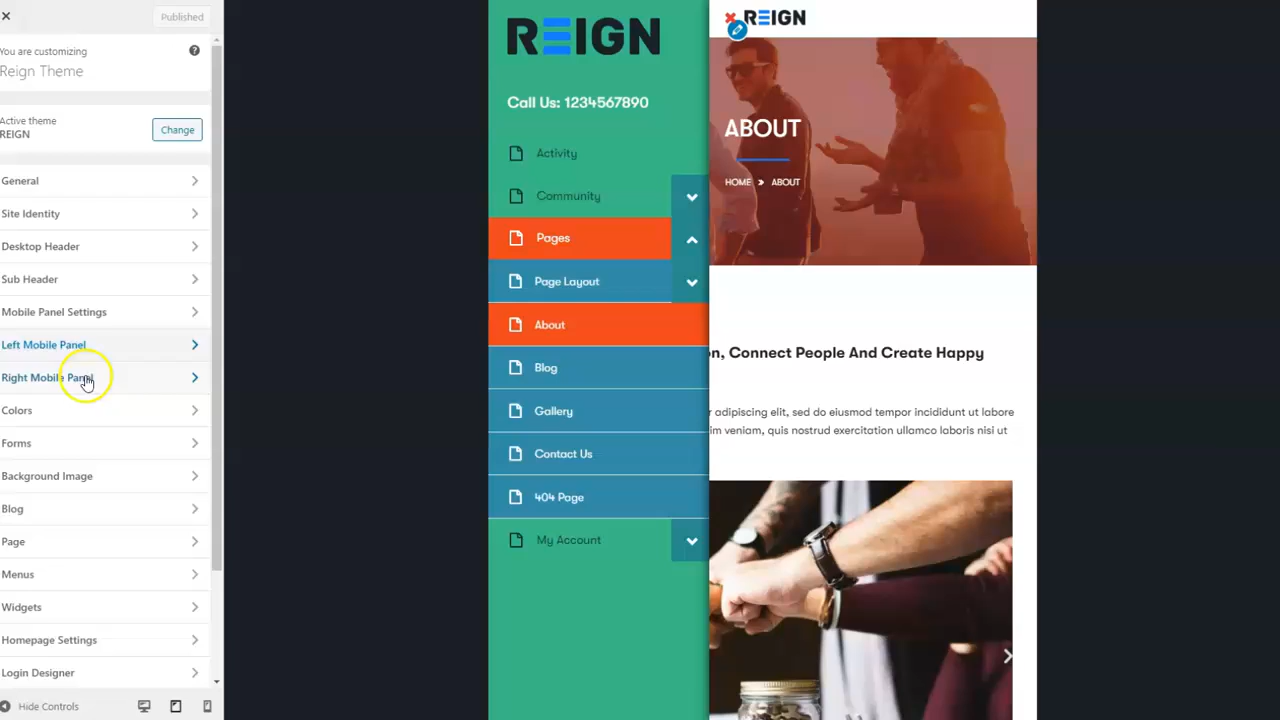 Published
You are customizing
Reign Theme
Active theme
REIGN
Change
General
Site Identity
Desktop Header
Sub Header
Mobile Panel Settings
Left Mobile Panel
Right Mobile Panel
Colors
Forms
Background Image
Blog
Page
Menus
Widgets
Homepage Settings
Login Designer
Hide Controls
REIGN
Call Us: 1234567890
Activity
Community
Pages
Page Layout
About
Blog
Gallery
Contact Us
404 Page
My Account
REIGN
ABOUT
HOME » ABOUT
n, Connect People And Create Happy
r adipiscing elit, sed do eiusmod tempor incididunt ut labore
im veniam, quis nostrud exercitation ullamco laboris nisi ut